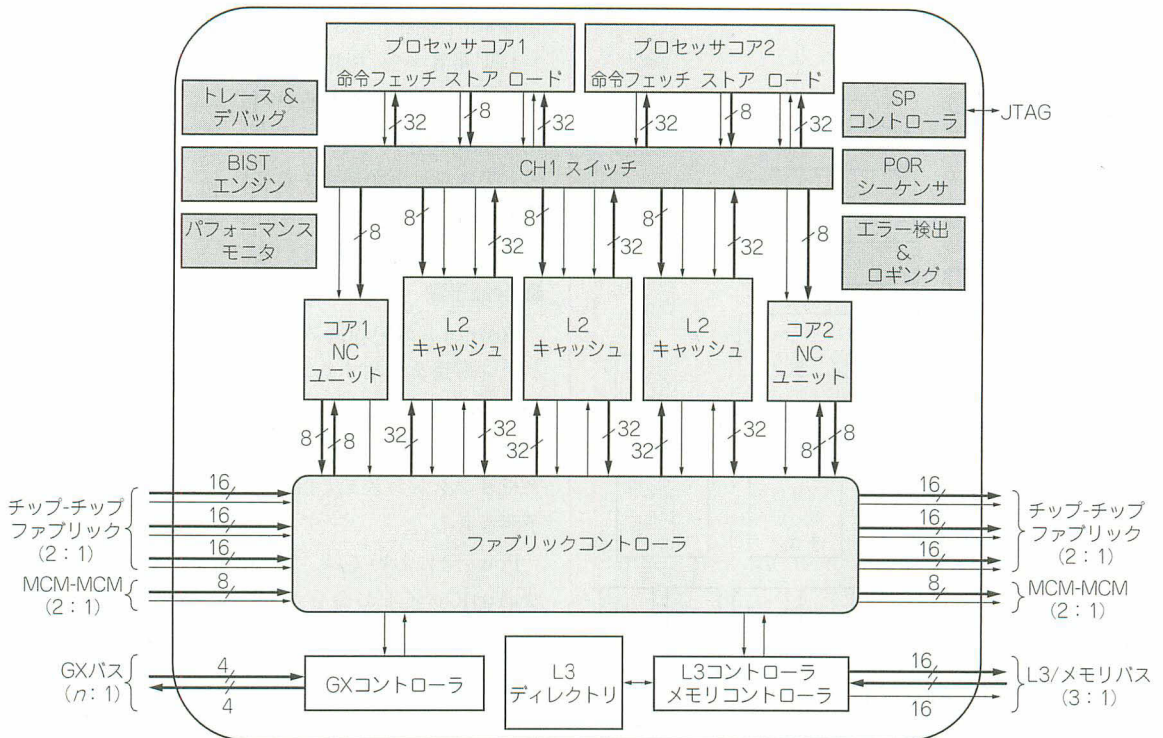 プロセッサコア1
命令フェッチ ストア ロード
プロセッサコア2
命令フェッチ ストア ロード
トレース &
デバッグ
BIST
エンジン
パフォーマンス
モニタ
SP
コントローラ
JTAG
POR
シーケンサ
エラー検出
&
ロギング
32
8
32
32
8
32
CH1 スイッチ
8
8
32
8
32
8
32
8
コア1
NC
ユニット
L2
キャッシュ
L2
キャッシュ
L2
キャッシュ
コア2
NC
ユニット
8
8
32
32
32
32
32
32
8
8
チップ-チップ
ファブリック
(2:1)
16
16
16
MCM-MCM
(2:1)
8
ファブリックコントローラ
16
16
16
チップ-チップ
ファブリック
(2:1)
8
MCM-MCM
(2:1)
GXバス
(n:1)
4
4
GXコントローラ
L3
ディレクトリ
L3コントローラ
メモリコントローラ
16
16
L3/メモリバス
(3:1)